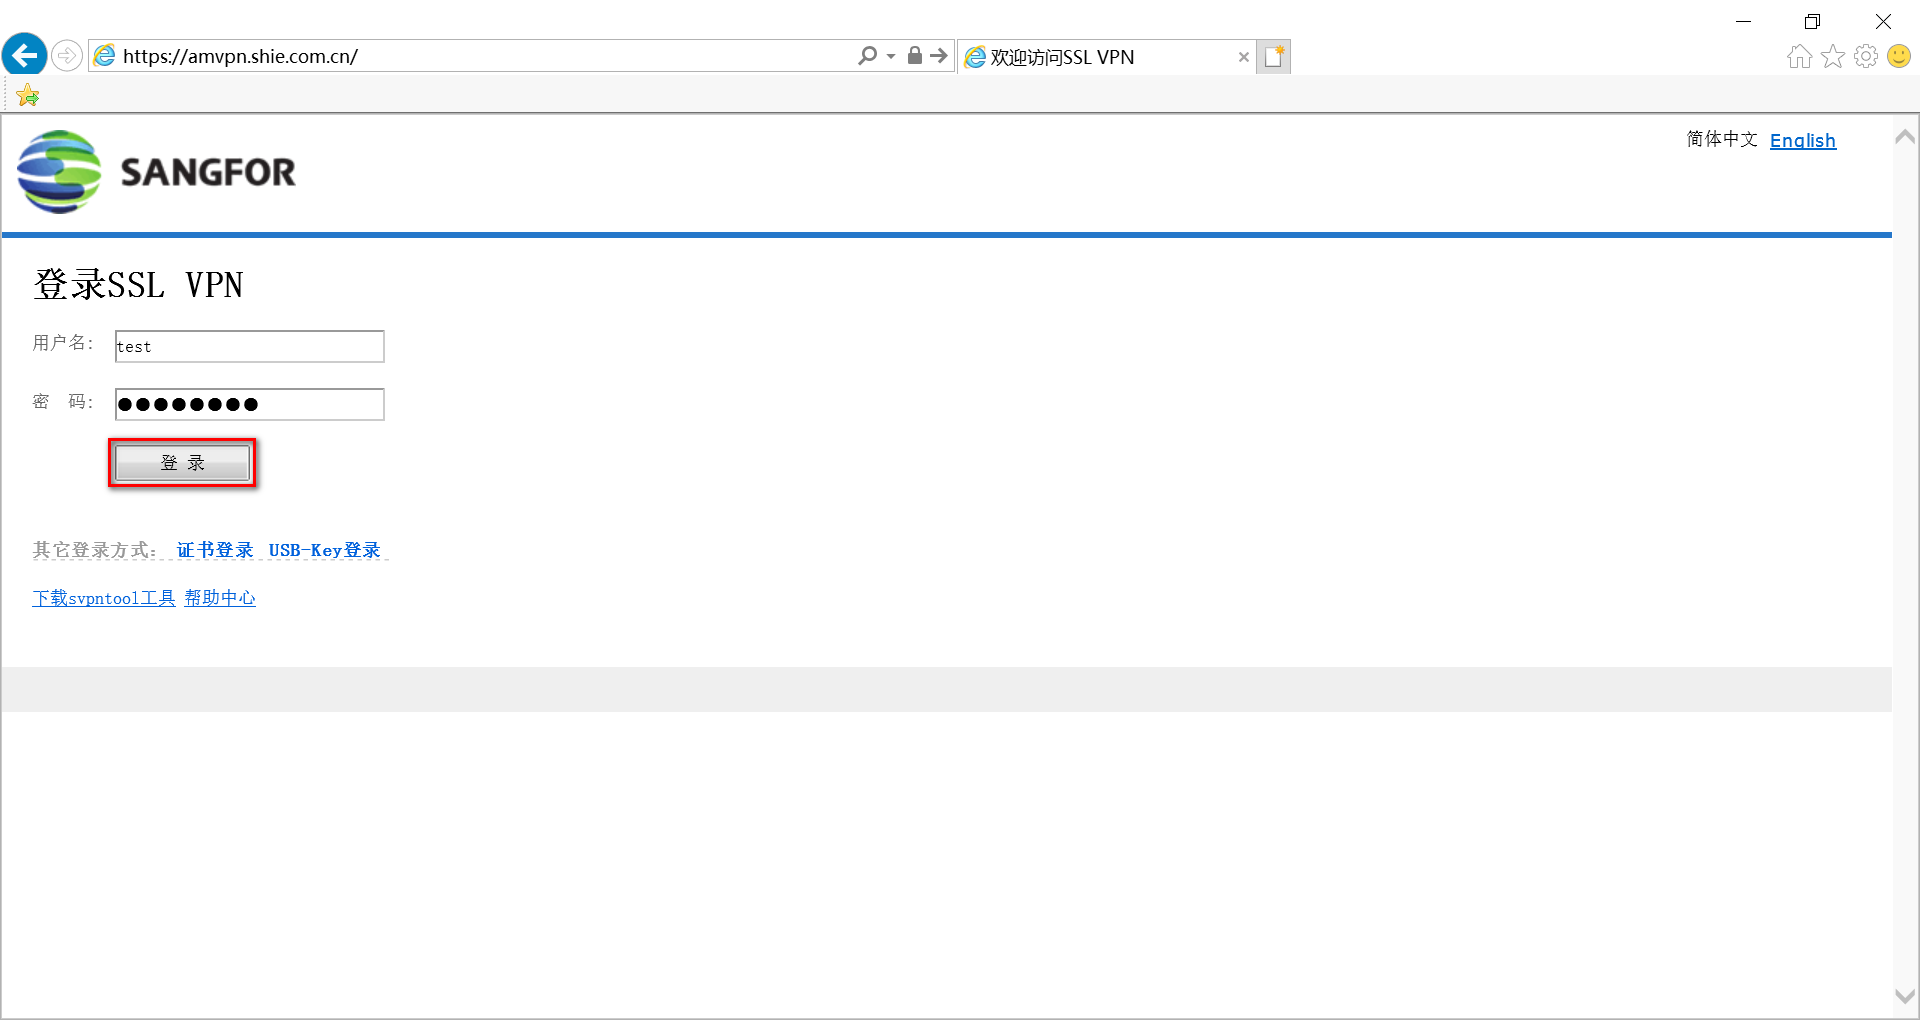 https://amvpn.shie.com.cn/
欢迎访问SSL VPN
简体中文 English
SANGFOR
登录SSL VPN
用户名： test
密 码： ●●●●●●●●
登 录
其它登录方式： 证书登录 USB-Key登录
下载svpntool工具 帮助中心